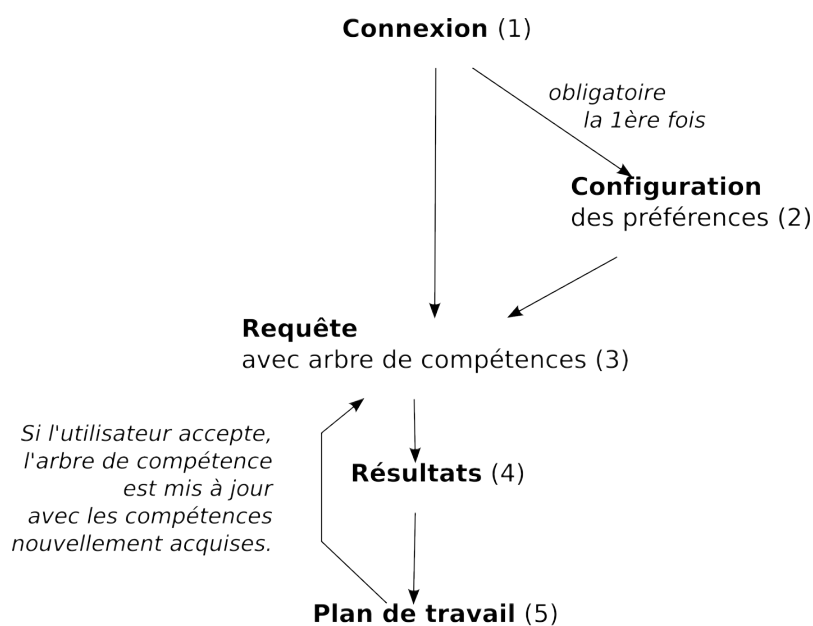 Connexion (1)
obligatoire
la 1ère fois
Configuration
des préférences (2)
Requête
avec arbre de compétences (3)
Si l'utilisateur accepte,
l'arbre de compétence
est mis à jour
avec les compétences
nouvellement acquises.
Résultats (4)
Plan de travail (5)